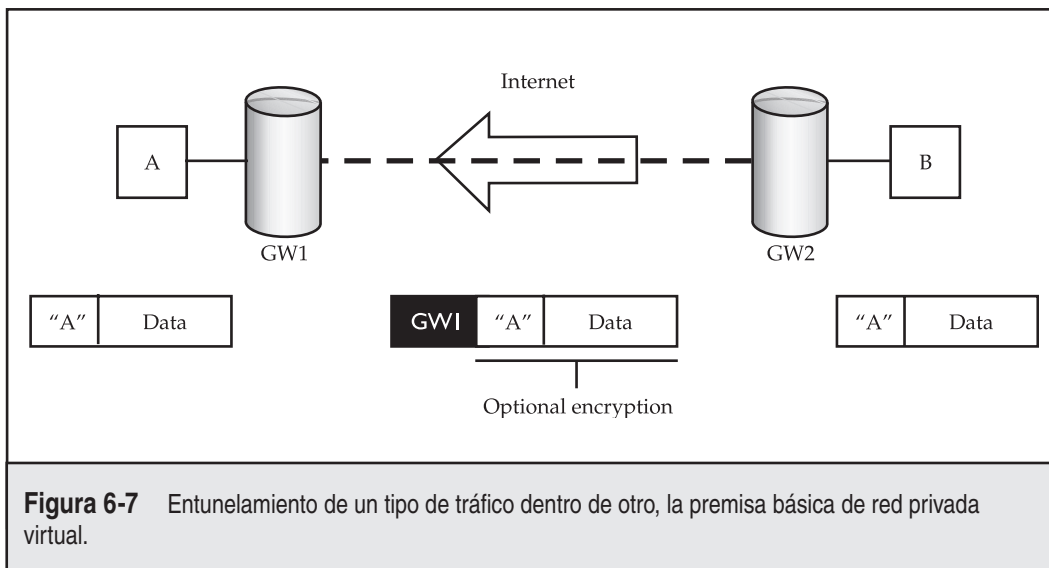 Internet
A
B
GW1
GW2
“A” Data
GW1 “A” Data
“A” Data
Optional encryption
Figura 6-7 Entunelamiento de un tipo de tráfico dentro de otro, la premisa básica de red privada
virtual.